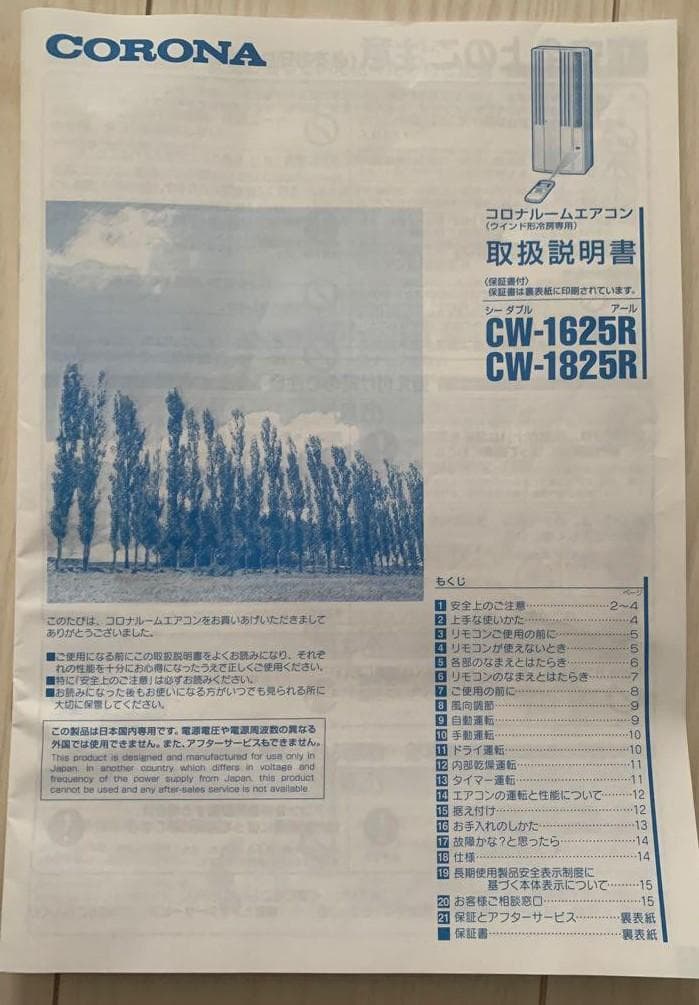 CORONA
コロナルームエアコン
(ウインド形冷房専用)
取扱説明書
〈保証書付〉
保証書は裏表紙に印刷されています。
シー ダブル アール
CW-1625R
CW-1825R
このたびは、コロナルームエアコンをお買いあげいただきまして
ありがとうございました。
■ご使用になる前にこの取扱説明書をよくお読みになり、それぞ
れの性能を十分にお心得になったうえで正しくご使用ください。
■特に「安全上のご注意」は必ずお読みください。
■お読みになった後もお使いになる方がいつでも見られる所に
大切に保管してください。
この製品は日本国内専用です。電源電圧や電源周波数の異なる
外国では使用できません。また、アフターサービスもできません。
This product is designed and manufactured for use only in
Japan. In another country which differs in voltage and
frequency of the power supply from Japan, this product
cannot be used and any after-sales service is not available.
もくじ
ページ
1 安全上のご注意 2〜4
2 上手な使いかた 4
3 リモコンご使用の前に 5
4 リモコンが使えないとき 5
5 各部のなまえとはたらき 6
6 リモコンのなまえとはたらき 7
7 ご使用の前に 8
8 風向調節 9
9 自動運転 9
10 手動運転 10
11 ドライ運転 10
12 内部乾燥運転 11
13 タイマー運転 11
14 エアコンの運転と性能について 12
15 据え付け 12
16 お手入れのしかた 13
17 故障かな?と思ったら 14
18 仕様 14
19 長期使用製品安全表示制度に
基づく本体表示について 15
20 お客様ご相談窓口 15
21 保証とアフターサービス 裏表紙
■ 保証書 裏表紙